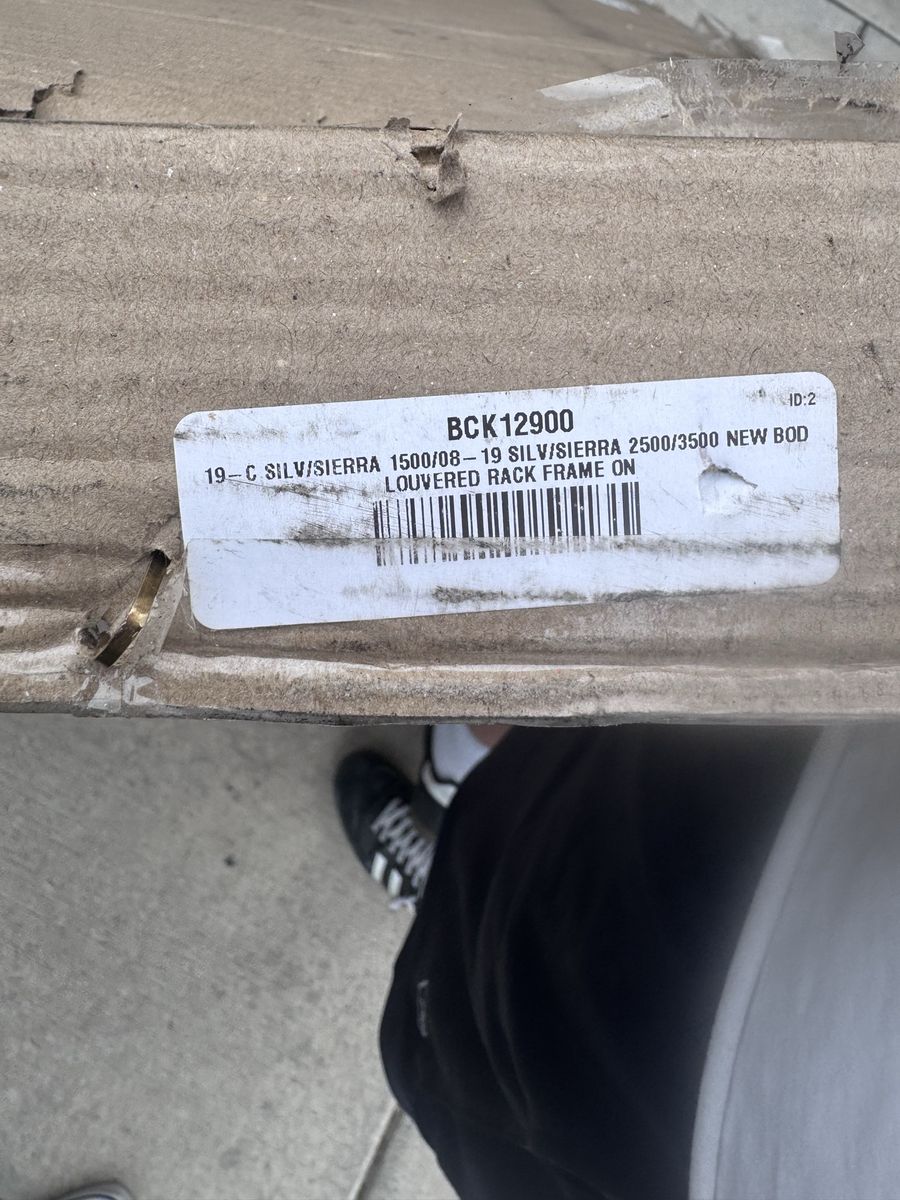 ID:2
BCK12900
19-C SILV/SIERRA 1500/08-19 SILV/SIERRA 2500/3500 NEW BOD
LOUVERED RACK FRAME ON